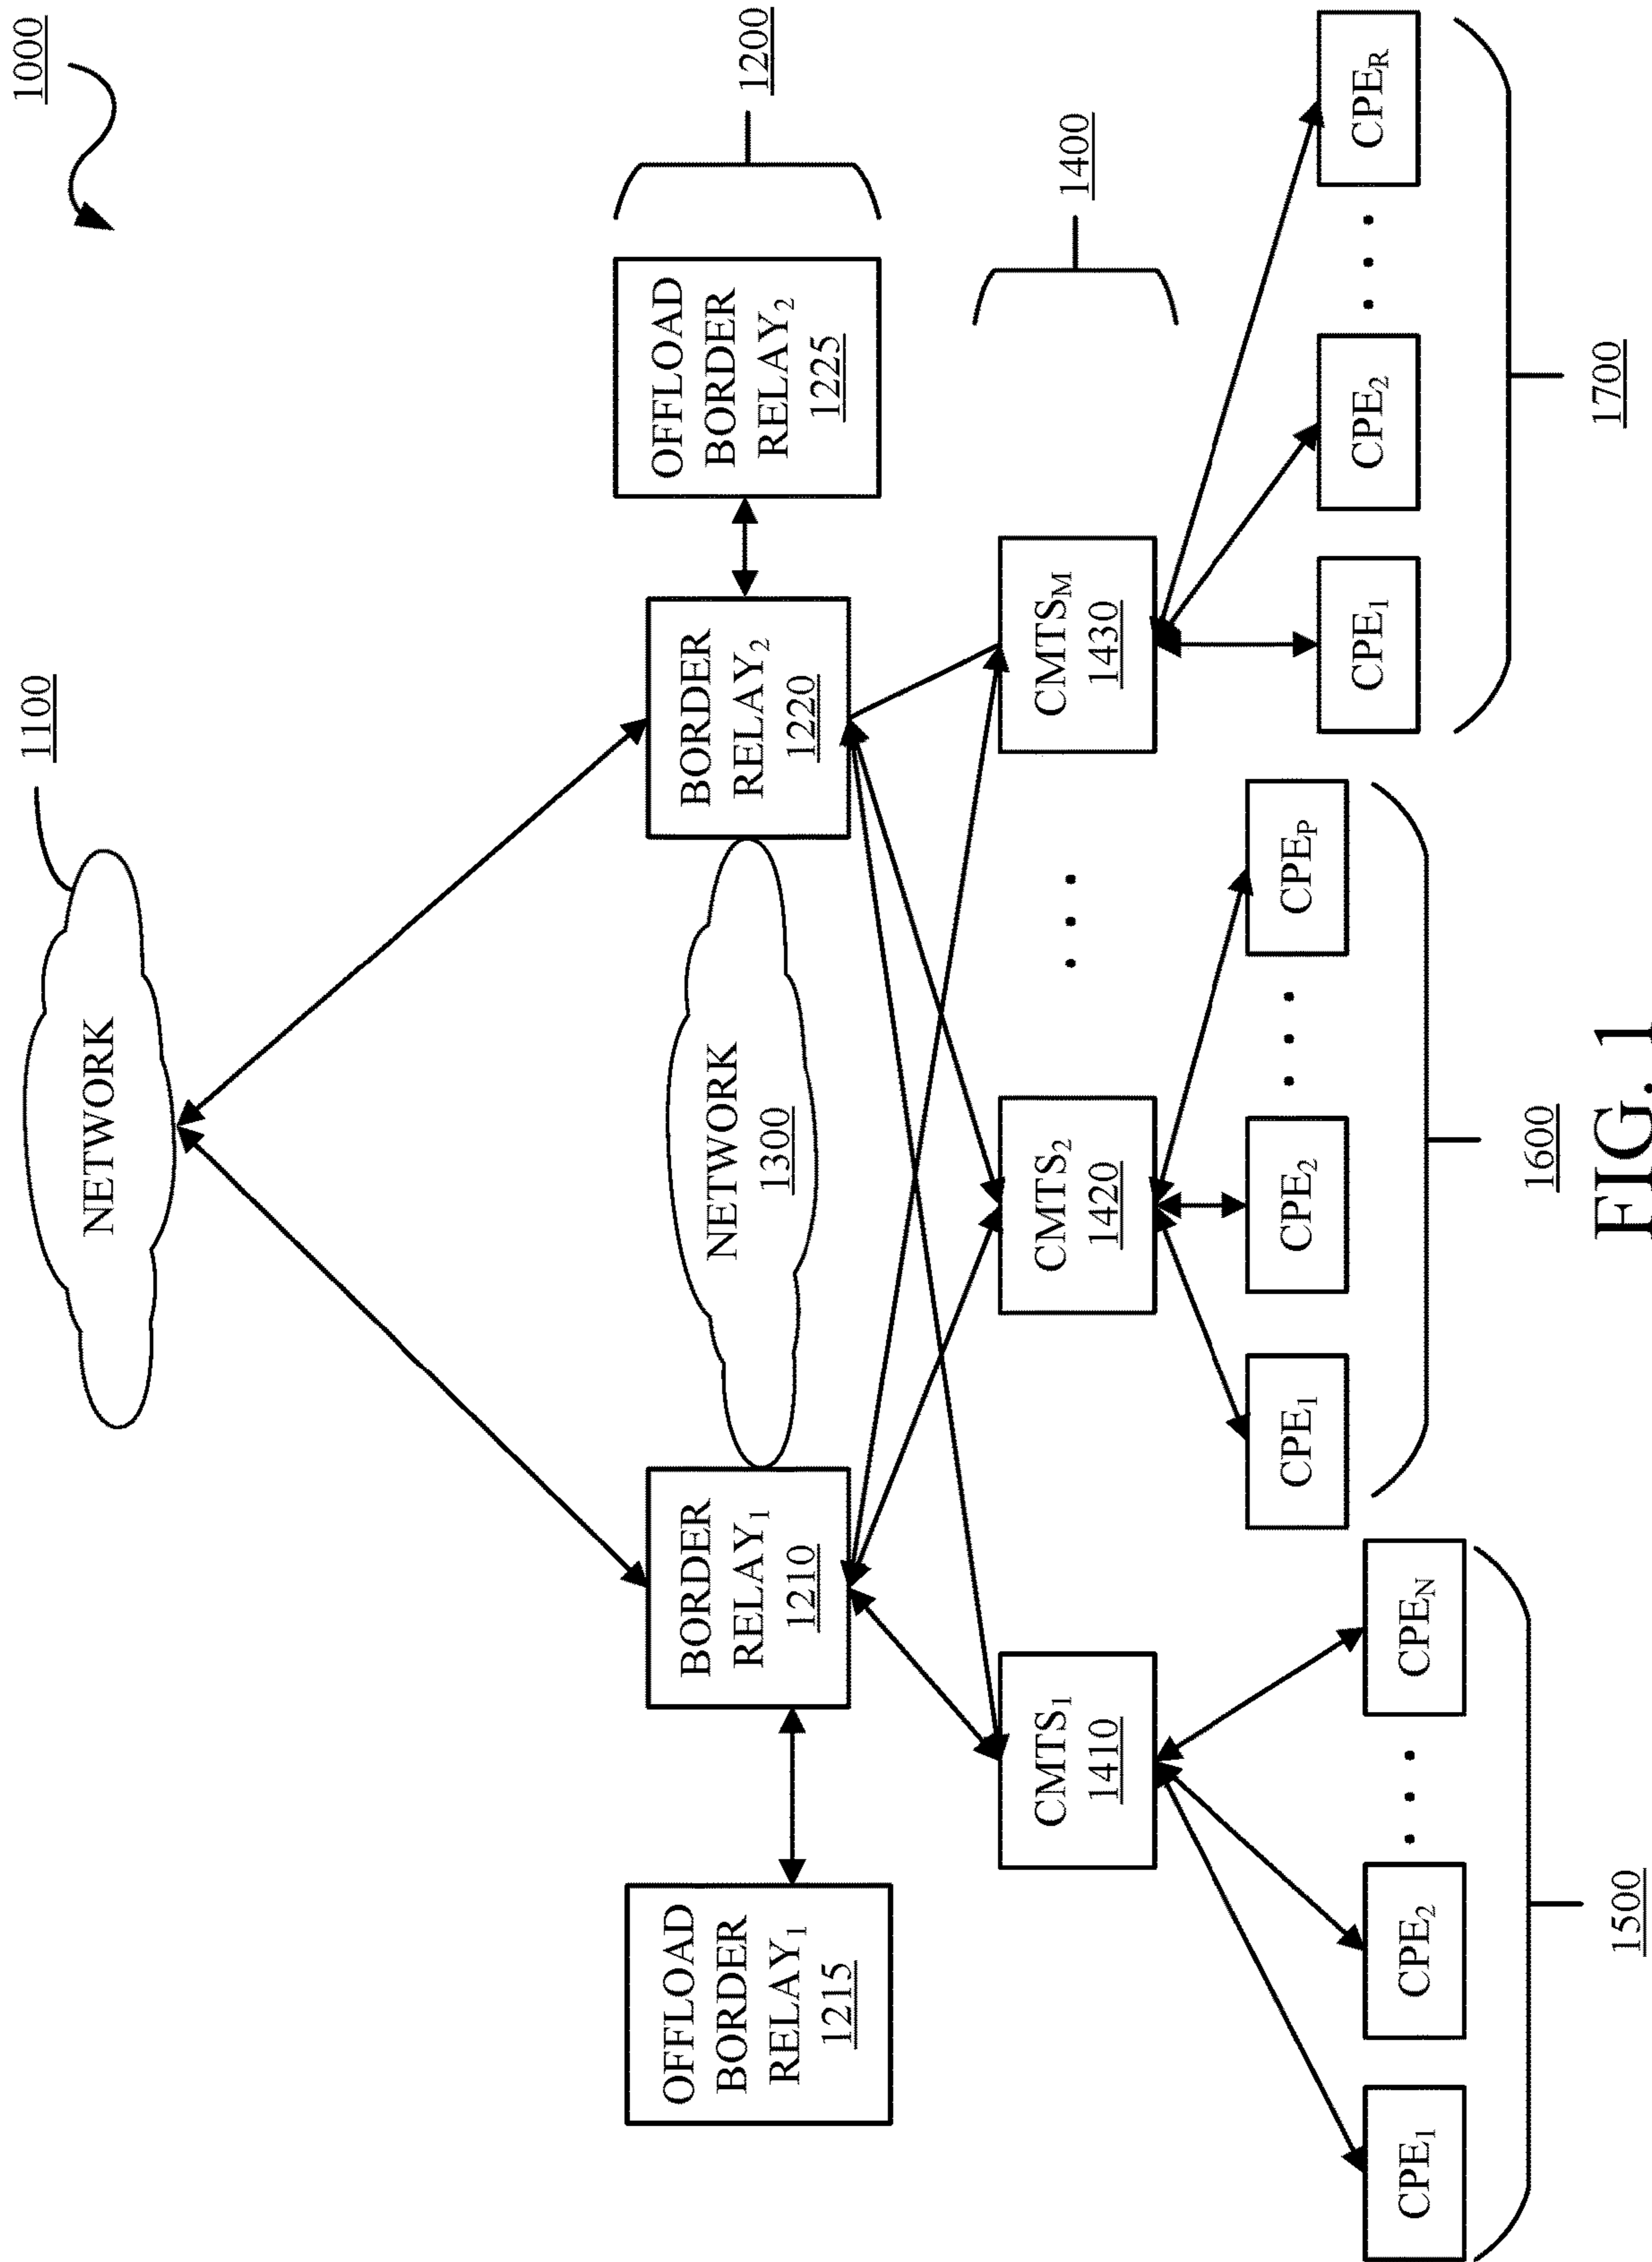 1000
1100
NETWORK
1200
OFFLOAD
BORDER
RELAY1
1215
BORDER
RELAY1
1210
NETWORK
1300
BORDER
RELAY2
1220
OFFLOAD
BORDER
RELAY2
1225
1400
CMTS1
1410
CMTS2
1420
. . .
CMTSM
1430
CPE1
CPE2
. . .
CPEN
CPE1
CPE2
. . .
CPEP
CPE1
CPE2
. . .
CPER
1500
1600
1700
FIG. 1